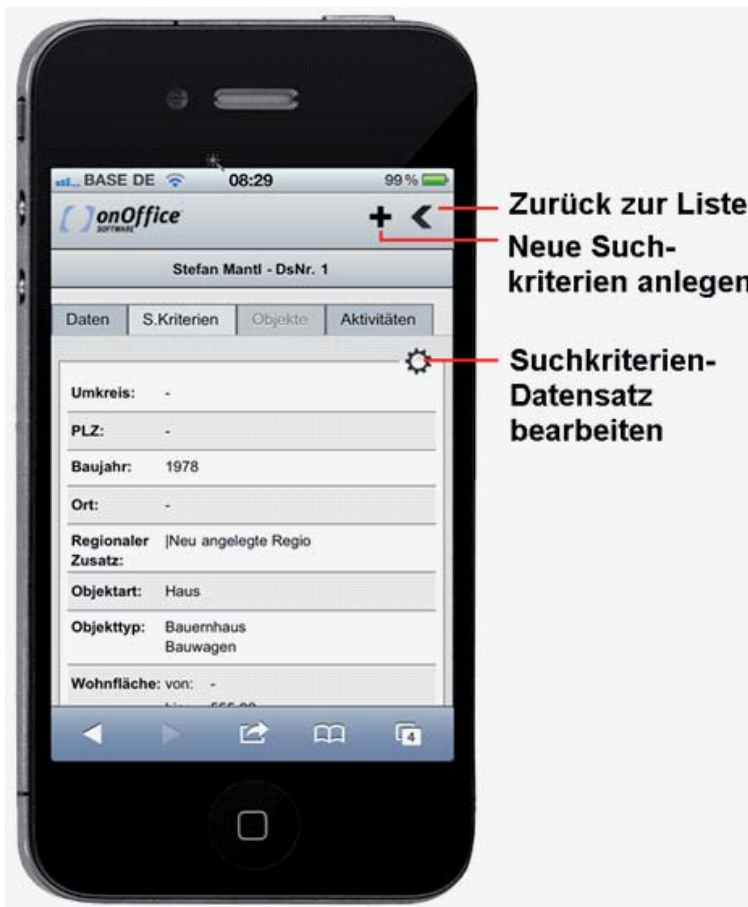 BASE DE 08:29 99 %
onOffice
SOFTWARE
Zurück zur Liste
Neue Such-
kriterien anlegen
Stefan Mantl - DsNr. 1
Daten S.Kriterien Objekte Aktivitäten
Suchkriterien-
Datensatz
bearbeiten
Umkreis: -
PLZ: -
Baujahr: 1978
Ort: -
Regionaler |Neu angelegte Regio
Zusatz:
Objektart: Haus
Objekttyp: Bauernhaus
Bauwagen
Wohnfläche: von: -
4